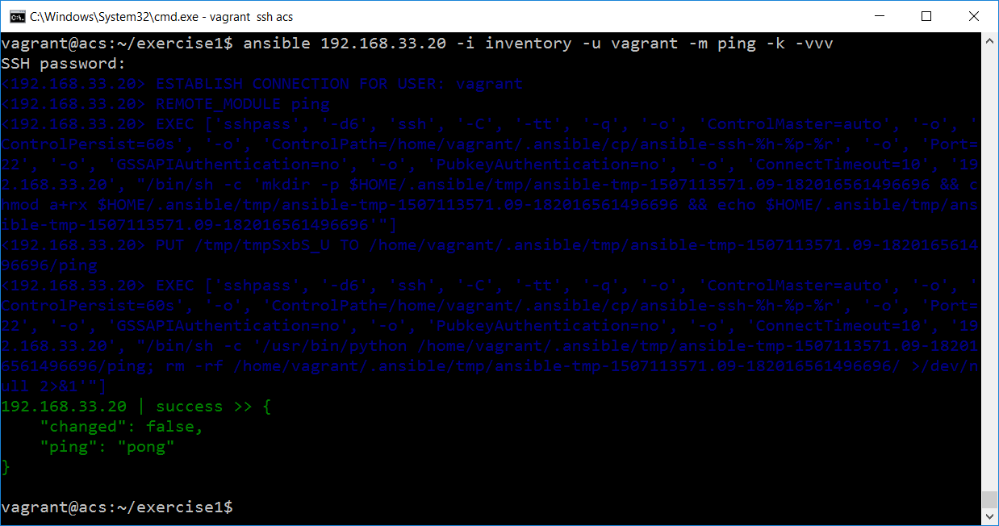 C:\Windows\System32\cmd.exe - vagrant  ssh acs
vagrant@acs:~/exercise1$ ansible 192.168.33.20 -i inventory -u vagrant -m ping -k -vvv
SSH password:
<192.168.33.20> ESTABLISH CONNECTION FOR USER: vagrant
<192.168.33.20> REMOTE_MODULE ping
<192.168.33.20> EXEC ['sshpass', '-d6', 'ssh', '-C', '-tt', '-q', '-o', 'ControlMaster=auto', '-o', '
ControlPersist=60s', '-o', 'ControlPath=/home/vagrant/.ansible/cp/ansible-ssh-%h-%p-%r', '-o', 'Port=
22', '-o', 'GSSAPIAuthentication=no', '-o', 'PubkeyAuthentication=no', '-o', 'ConnectTimeout=10', '19
2.168.33.20', "/bin/sh -c 'mkdir -p $HOME/.ansible/tmp/ansible-tmp-1507113571.09-182016561496696 && c
hmod a+rx $HOME/.ansible/tmp/ansible-tmp-1507113571.09-182016561496696 && echo $HOME/.ansible/tmp/ans
ible-tmp-1507113571.09-182016561496696'"]
<192.168.33.20> PUT /tmp/tmpSxbS_U TO /home/vagrant/.ansible/tmp/ansible-tmp-1507113571.09-1820165614
96696/ping
<192.168.33.20> EXEC ['sshpass', '-d6', 'ssh', '-C', '-tt', '-q', '-o', 'ControlMaster=auto', '-o', '
ControlPersist=60s', '-o', 'ControlPath=/home/vagrant/.ansible/cp/ansible-ssh-%h-%p-%r', '-o', 'Port=
22', '-o', 'GSSAPIAuthentication=no', '-o', 'PubkeyAuthentication=no', '-o', 'ConnectTimeout=10', '19
2.168.33.20', "/bin/sh -c '/usr/bin/python /home/vagrant/.ansible/tmp/ansible-tmp-1507113571.09-18201
6561496696/ping; rm -rf /home/vagrant/.ansible/tmp/ansible-tmp-1507113571.09-182016561496696/ >/dev/n
ull 2>&1'"]
192.168.33.20 | success >> {
    "changed": false,
    "ping": "pong"
}
vagrant@acs:~/exercise1$